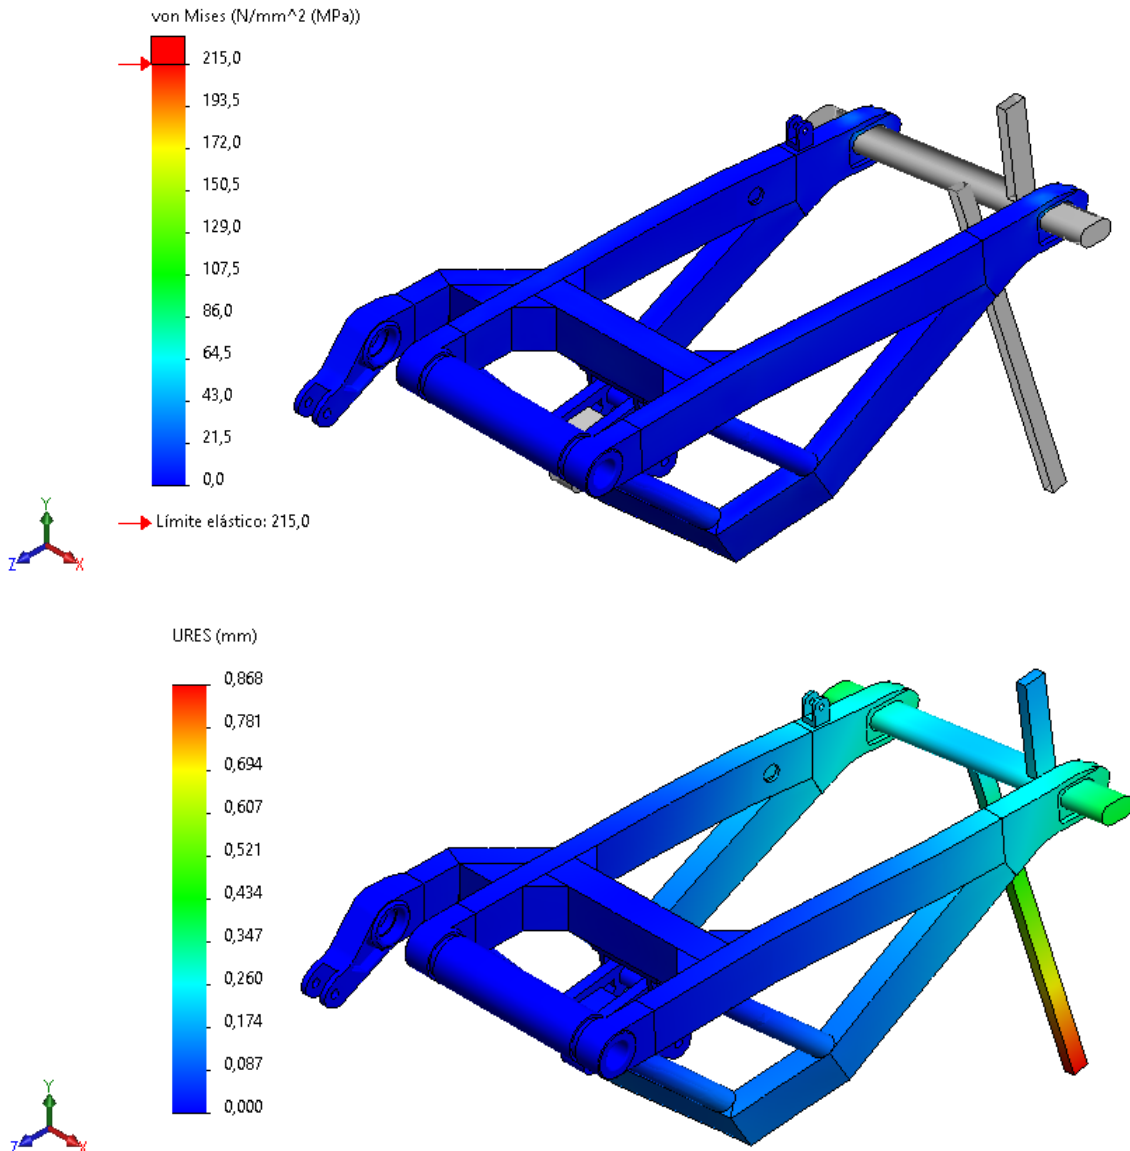 von Mises (N/mm^2 (MPa))
215,0
193,5
172,0
150,5
129,0
107,5
86,0
64,5
43,0
21,5
0,0
Límite elástico: 215,0
Y
Z
X
URES (mm)
0,868
0,781
0,694
0,607
0,521
0,434
0,347
0,260
0,174
0,087
0,000
Y
Z
X